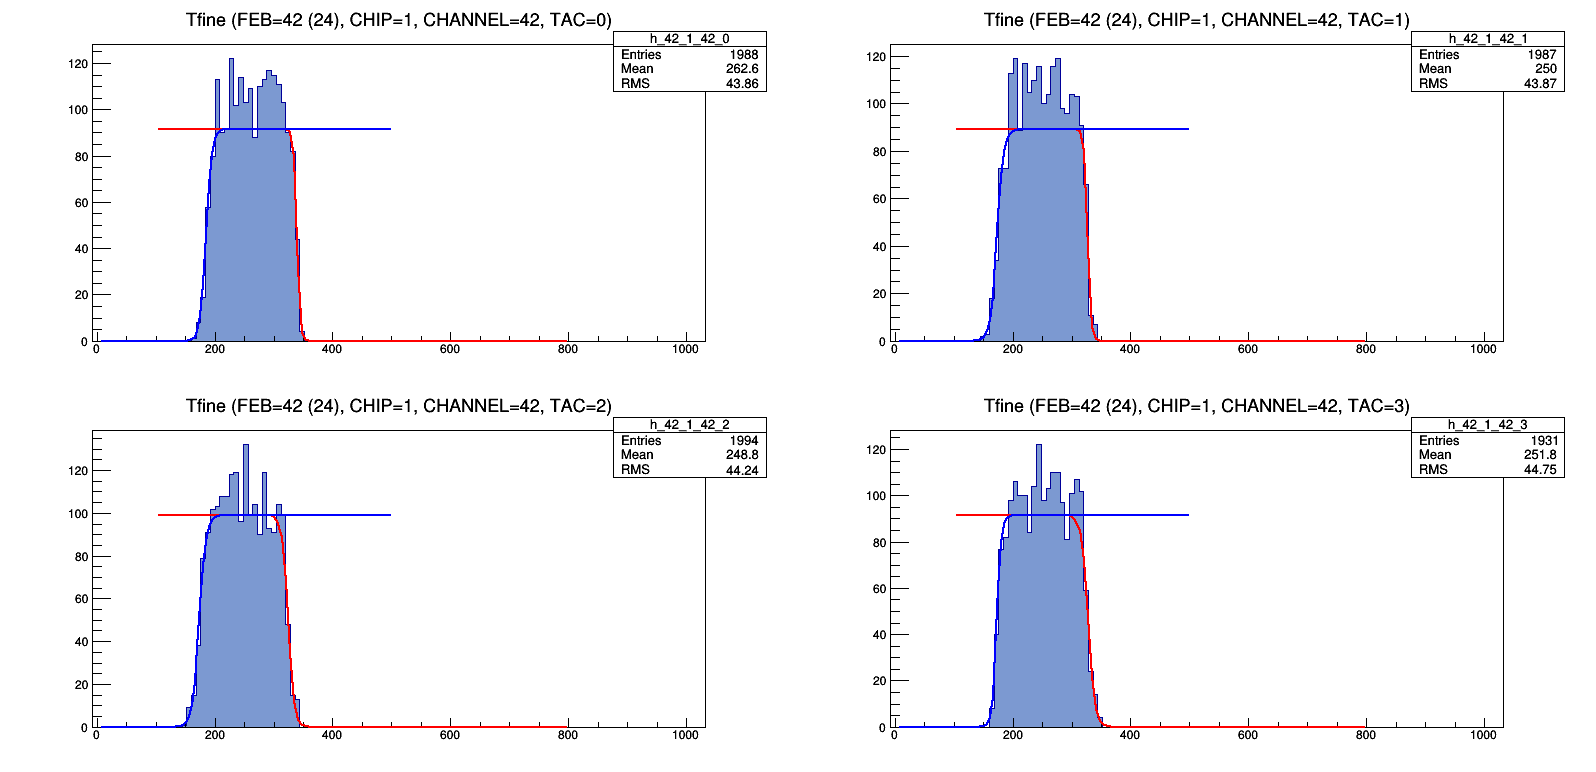 Tfine (FEB=42 (24), CHIP=1, CHANNEL=42, TAC=0)
h_42_1_42_0
Entries 1988
Mean 262.6
RMS 43.86
120
100
80
60
40
20
0
0 200 400 600 800 1000
Tfine (FEB=42 (24), CHIP=1, CHANNEL=42, TAC=1)
h_42_1_42_1
Entries 1987
Mean 250
RMS 43.87
120
100
80
60
40
20
0
0 200 400 600 800 1000
Tfine (FEB=42 (24), CHIP=1, CHANNEL=42, TAC=2)
h_42_1_42_2
Entries 1994
Mean 248.8
RMS 44.24
120
100
80
60
40
20
0
0 200 400 600 800 1000
Tfine (FEB=42 (24), CHIP=1, CHANNEL=42, TAC=3)
h_42_1_42_3
Entries 1931
Mean 251.8
RMS 44.75
120
100
80
60
40
20
0
0 200 400 600 800 1000